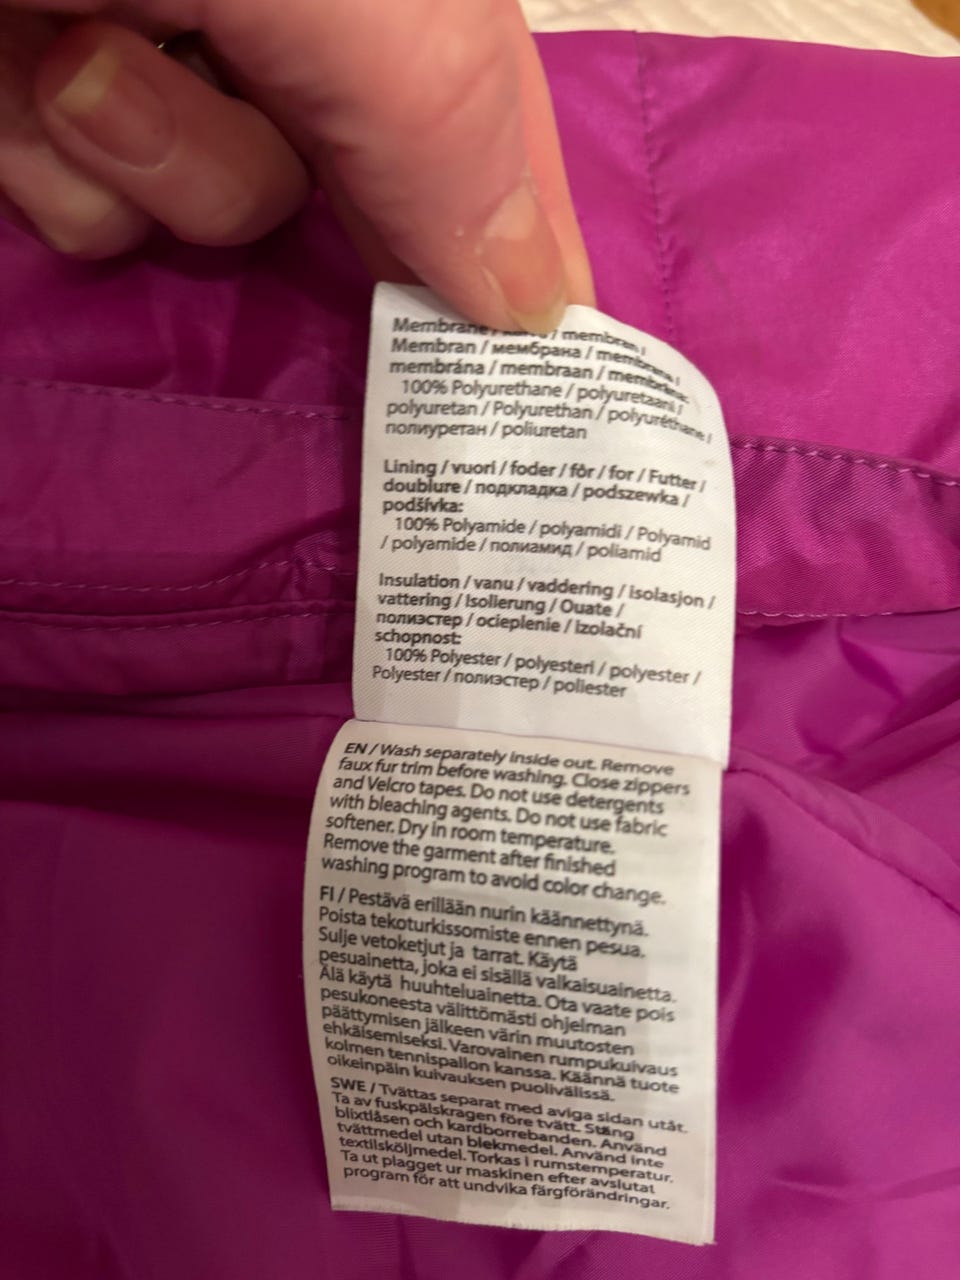 Membrane / / membran /
Membran / мембрана / membrana /
membrána / membraan / membrána:
100% Polyurethane / polyuretaani /
polyuretan / Polyurethan / polyuréthane /
полиуретан / poliuretan
Lining / vuori / foder / fôr / for / Futter /
doublure / подкладка / podszewka /
podšívka:
100% Polyamide / polyamidi / Polyamid
/ polyamide / полиамид / poliamid
Insulation / vanu / vaddering / isolasjon /
vattering / Isolierung / Ouate /
полиэстер / ocieplenie / Izolační
schopnost:
100% Polyester / polyesteri / polyester /
Polyester / полиэстер / poliester
EN / Wash separately inside out. Remove
faux fur trim before washing. Close zippers
and Velcro tapes. Do not use detergents
with bleaching agents. Do not use fabric
softener. Dry in room temperature.
Remove the garment after finished
washing program to avoid color change.
FI / Pestävä erillään nurin käännettynä.
Poista tekoturkissomiste ennen pesua.
Sulje vetoketjut ja tarrat. Käytä
pesuainetta, joka ei sisällä valkaisuainetta.
Älä käytä huuhteluainetta. Ota vaate pois
pesukoneesta välittömästi ohjelman
päättymisen jälkeen värin muutosten
ehkäisemiseksi. Varovainen rumpukuivaus
kolmen tennispallon kanssa. Käännä tuote
oikeinpäin kuivauksen puolivälissä.
SWE / Tvättas separat med aviga sidan utåt.
Ta av fuskpälskragen före tvätt. Stäng
blixtlåsen och kardborrebanden. Använd
tvättmedel utan blekmedel. Använd inte
textilsköljmedel. Torkas i rumstemperatur.
Ta ut plagget ur maskinen efter avslutat
program för att undvika färgförändringar.